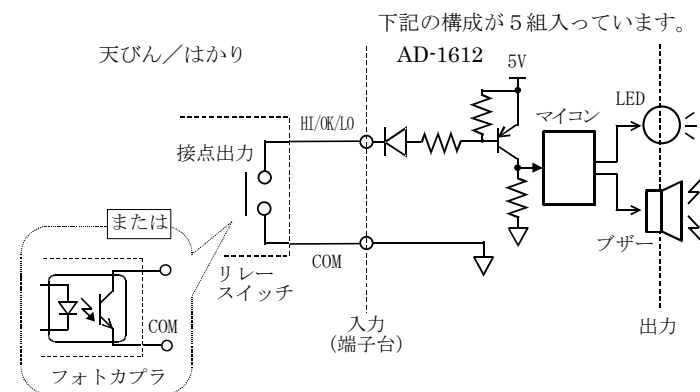 下記の構成が５組入っています。
天びん／はかり
AD-1612
5V
LED
マイコン
HI/OK/LO
接点出力
または
ブザー
COM
リレー
スイッチ
COM
入力
(端子台)
出力
フォトカプラ